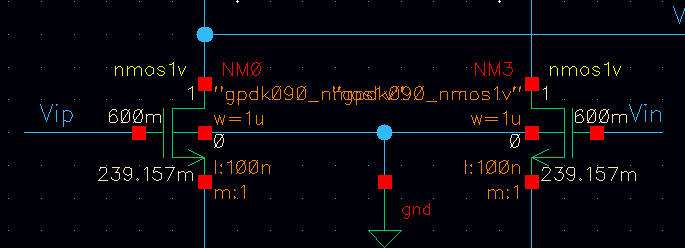 V
nmos1v
NM0
NM3
nmos1v
1
"gpdk090_nmos1v"
"gpdk090_nmos1v"
1
Vip
600m
w=1u
w=1u
600m
Vin
0
0
239.157m
l:100n
l:100n
239.157m
m:1
gnd
m:1